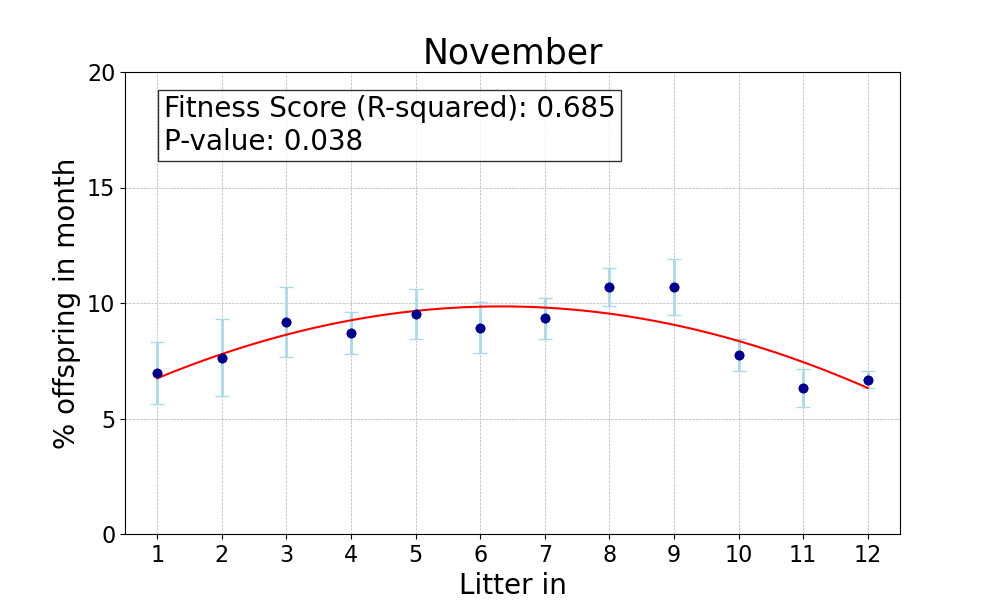 November
Fitness Score (R-squared): 0.685
P-value: 0.038
% offspring in month
20
15
10
5
0
1 2 3 4 5 6 7 8 9 10 11 12
Litter in